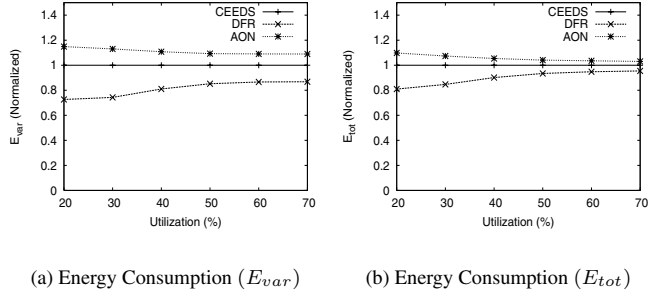 1.4
1.2
1
0.8
0.6
0.4
0.2
0
E_var (Normalized)
CEEDS
DFR
AON
20 30 40 50 60 70
Utilization (%)
1.4
1.2
1
0.8
0.6
0.4
0.2
0
E_tot (Normalized)
CEEDS
DFR
AON
20 30 40 50 60 70
Utilization (%)
(a) Energy Consumption (E_var)
(b) Energy Consumption (E_tot)